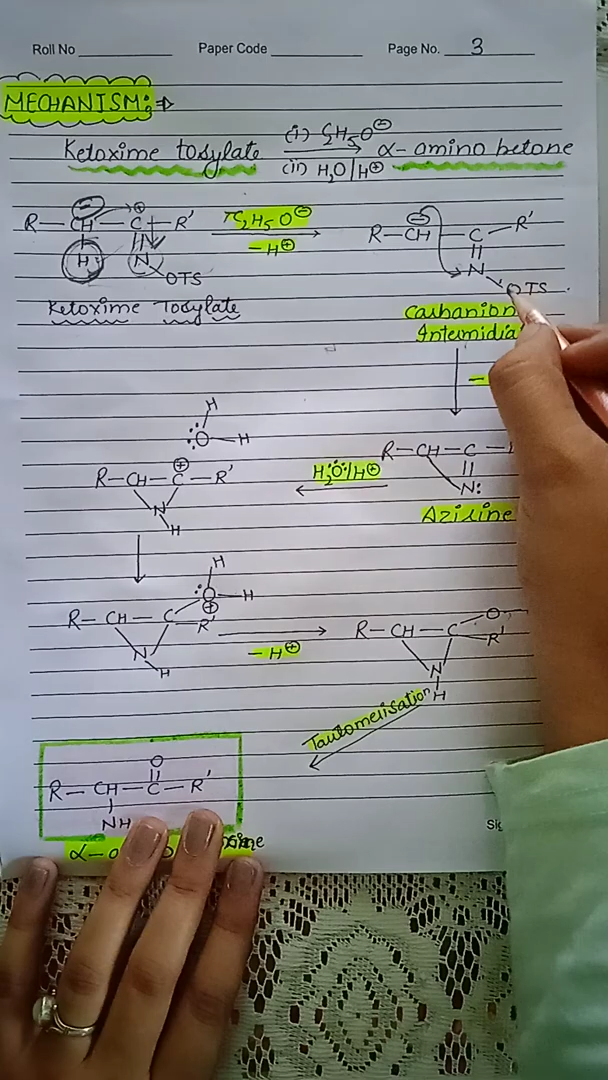 Roll No Paper Code Page No. 3
MECHANISM:⇒
Ketoxime tosylate (i) C₂H₅O⊖ → (ii) H₂O/H⊕ α-amino ketone
R—CH—C—R' ⊕
H N
OTS
C₂H₅O⊖
−H⊕
R—CH—C—R'
N
OTS
Ketoxime Tosylate
Carbanion
−
R—CH—C—
N:
Azirine
H
:O—H
H₂O/H⊕
R—CH—C—R' ⊕
N
H
H
:O—H
⊕
R—CH—C
R'
N
H
−H⊕
R—CH—C—O
R'
N
H
Tautomerisation
O
R—CH—C—R'
NH